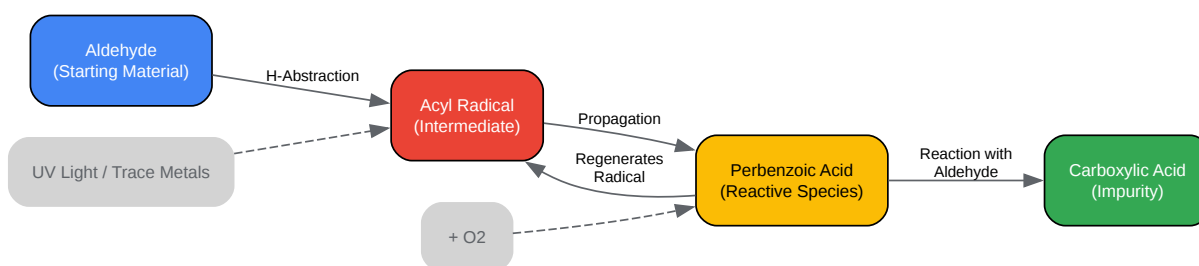 Aldehyde
(Starting Material)
H-Abstraction
UV Light / Trace Metals
Acyl Radical
(Intermediate)
Propagation
Regenerates
Radical
+ O2
Perbenzoic Acid
(Reactive Species)
Reaction with
Aldehyde
Carboxylic Acid
(Impurity)